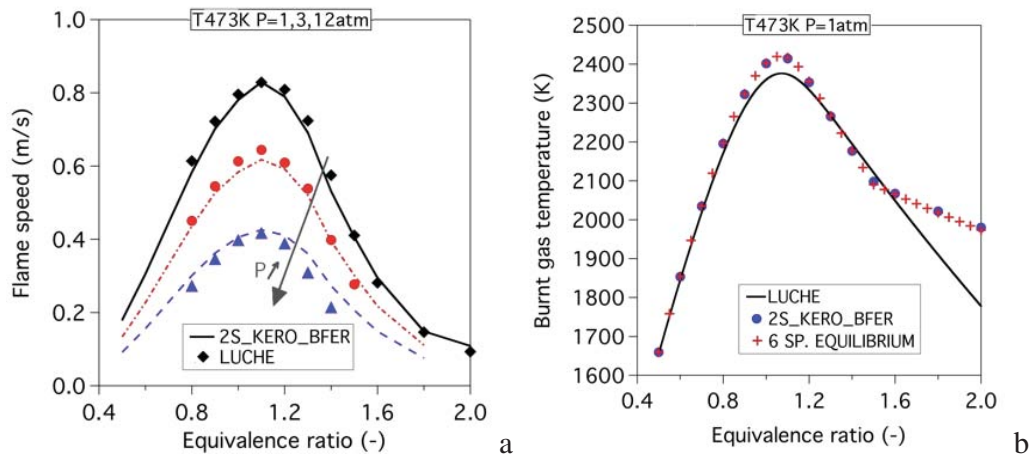 T473K P=1,3,12atm
1.0
0.8
0.6
0.4
0.2
0.0
Flame speed (m/s)
P
2S_KERO_BFER
LUCHE
0.4 0.8 1.2 1.6 2.0
Equivalence ratio (-)
a
T473K P=1atm
2500
2400
2300
2200
2100
2000
1900
1800
1700
1600
Burnt gas temperature (K)
LUCHE
2S_KERO_BFER
6 SP. EQUILIBRIUM
0.4 0.8 1.2 1.6 2.0
Equivalence ratio (-)
b